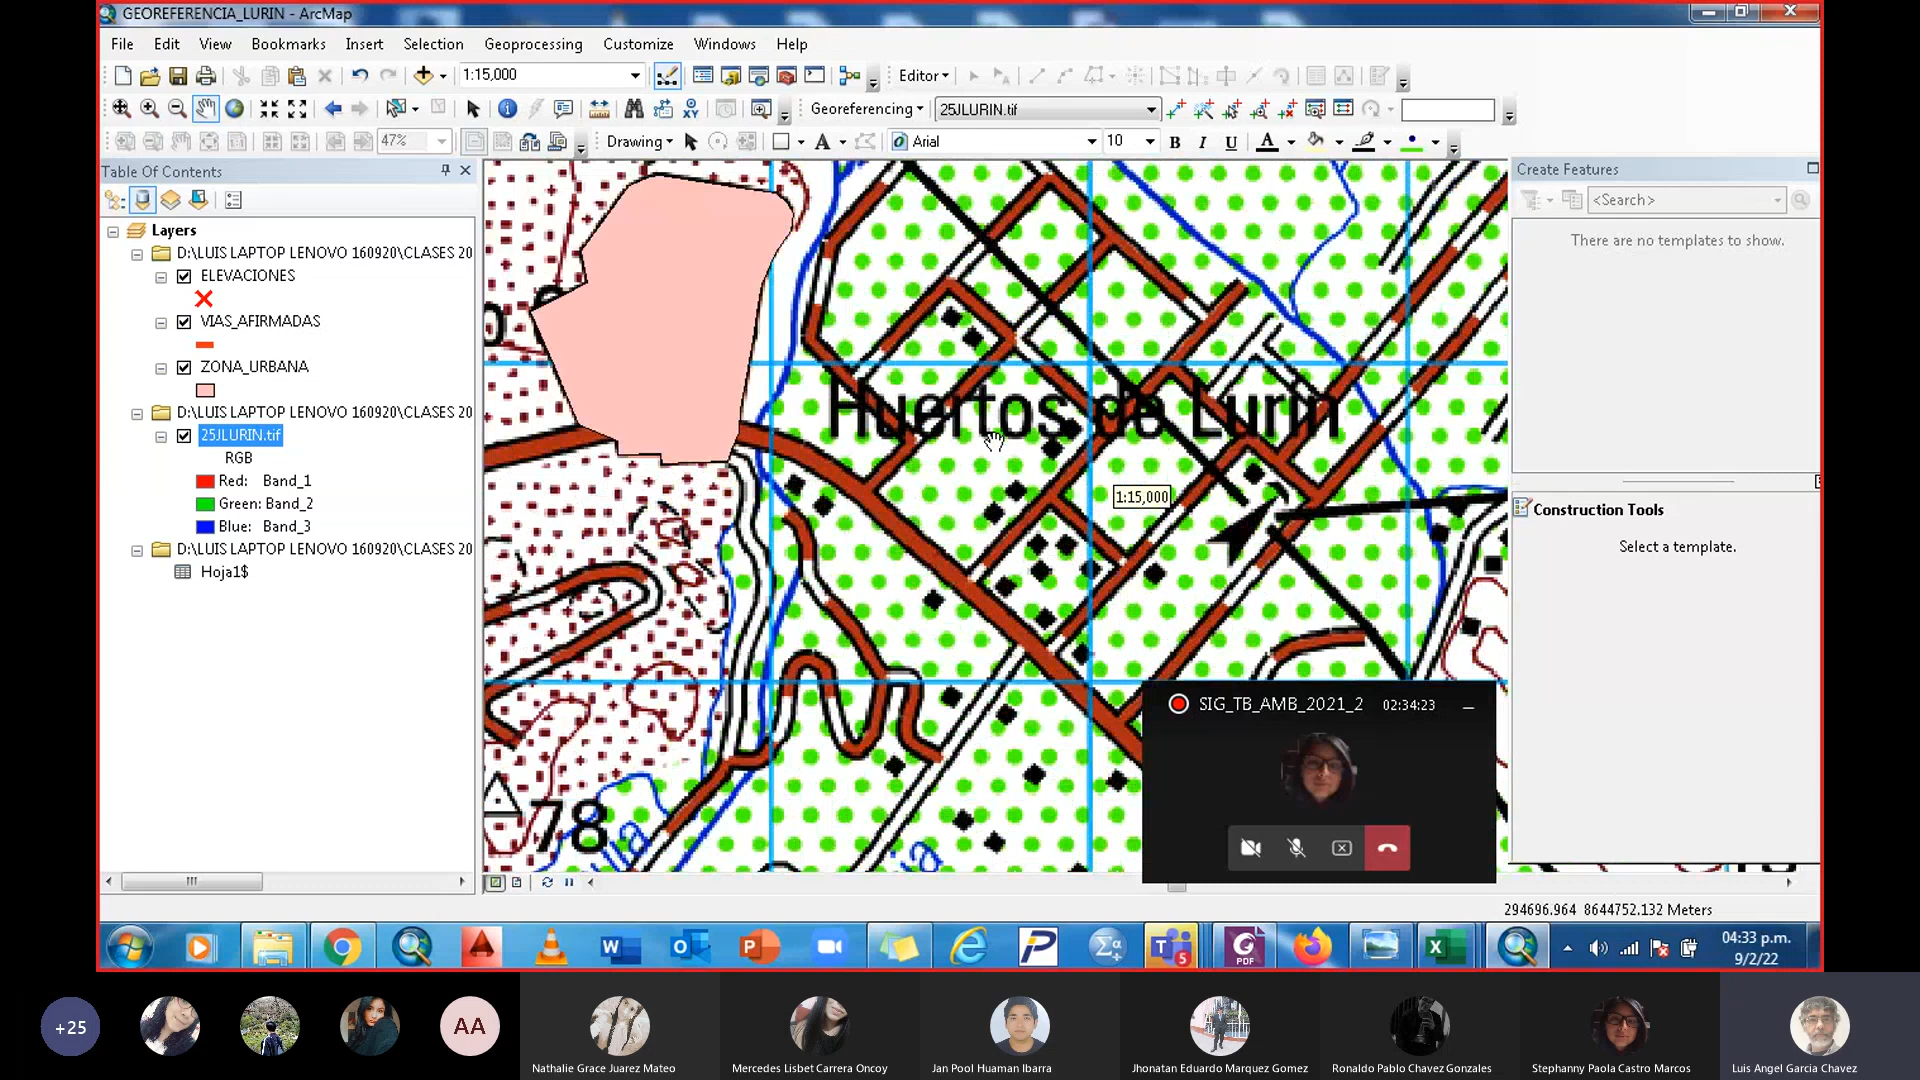 GEOREFERENCIA_LURIN - ArcMap
File Edit View Bookmarks Insert Selection Geoprocessing Customize Windows Help
1:15,000 Editor
Georeferencing 25JLURIN.tif
47% Drawing A Arial 10 B I U A
Table Of Contents
Create Features
<Search>
There are no templates to show.
Layers
D:\LUIS LAPTOP LENOVO 160920\CLASES 20
ELEVACIONES
VIAS_AFIRMADAS
ZONA_URBANA
D:\LUIS LAPTOP LENOVO 160920\CLASES 20
25JLURIN.tif
RGB
Red: Band_1
Green: Band_2
Blue: Band_3
D:\LUIS LAPTOP LENOVO 160920\CLASES 20
Hoja1$
Huertos de Lurin
1:15,000
78
Construction Tools
Select a template.
SIG_TB_AMB_2021_2 02:34:23
294696.964 8644752.132 Meters
04:33 p.m.
9/2/22
+25
AA
Nathalie Grace Juarez Mateo
Mercedes Lisbet Carrera Oncoy
Jan Pool Huaman Ibarra
Jhonatan Eduardo Marquez Gomez
Ronaldo Pablo Chavez Gonzales
Stephanny Paola Castro Marcos
Luis Angel Garcia Chavez